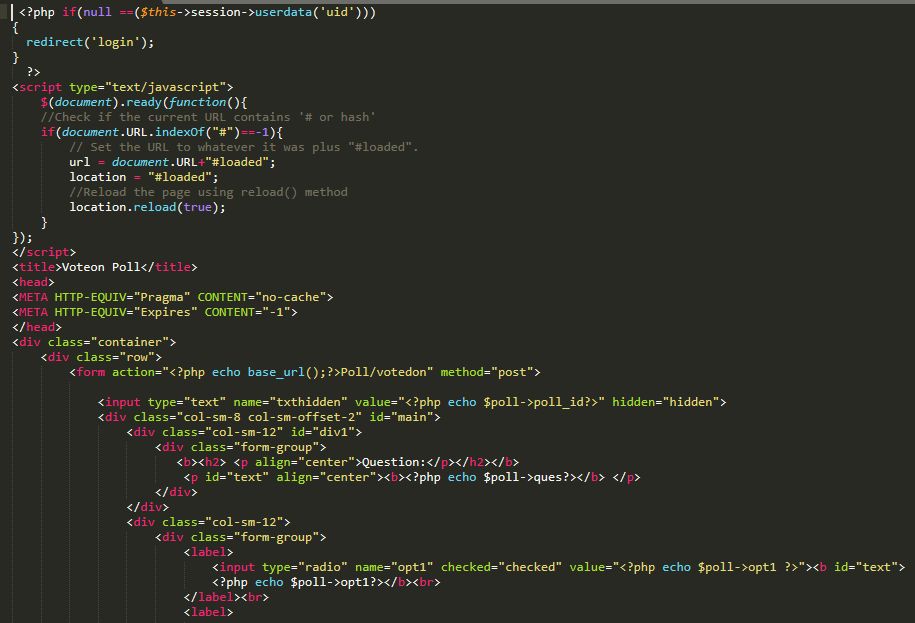 <?php if(null ==($this->session->userdata('uid')))
{
redirect('login');
}
?>
<script type="text/javascript">
$(document).ready(function(){
//Check if the current URL contains '# or hash'
if(document.URL.indexOf("#")==-1){
// Set the URL to whatever it was plus "#loaded".
url = document.URL+"#loaded";
location = "#loaded";
//Reload the page using reload() method
location.reload(true);
}
});
</script>
<title>Voteon Poll</title>
<head>
<META HTTP-EQUIV="Pragma" CONTENT="no-cache">
<META HTTP-EQUIV="Expires" CONTENT="-1">
</head>
<div class="container">
<div class="row">
<form action="<?php echo base_url();?>Poll/votedon" method="post">
<input type="text" name="txthidden" value="<?php echo $poll->poll_id?>" hidden="hidden">
<div class="col-sm-8 col-sm-offset-2" id="main">
<div class="col-sm-12" id="div1">
<div class="form-group">
<b><h2> <p align="center">Question:</p></h2></b>
<p id="text" align="center"><b><?php echo $poll->ques?></b> </p>
</div>
</div>
<div class="col-sm-12">
<div class="form-group">
<label>
<input type="radio" name="opt1" checked="checked" value="<?php echo $poll->opt1 ?>"><b id="text">
<?php echo $poll->opt1?></b><br>
</label><br>
<label>